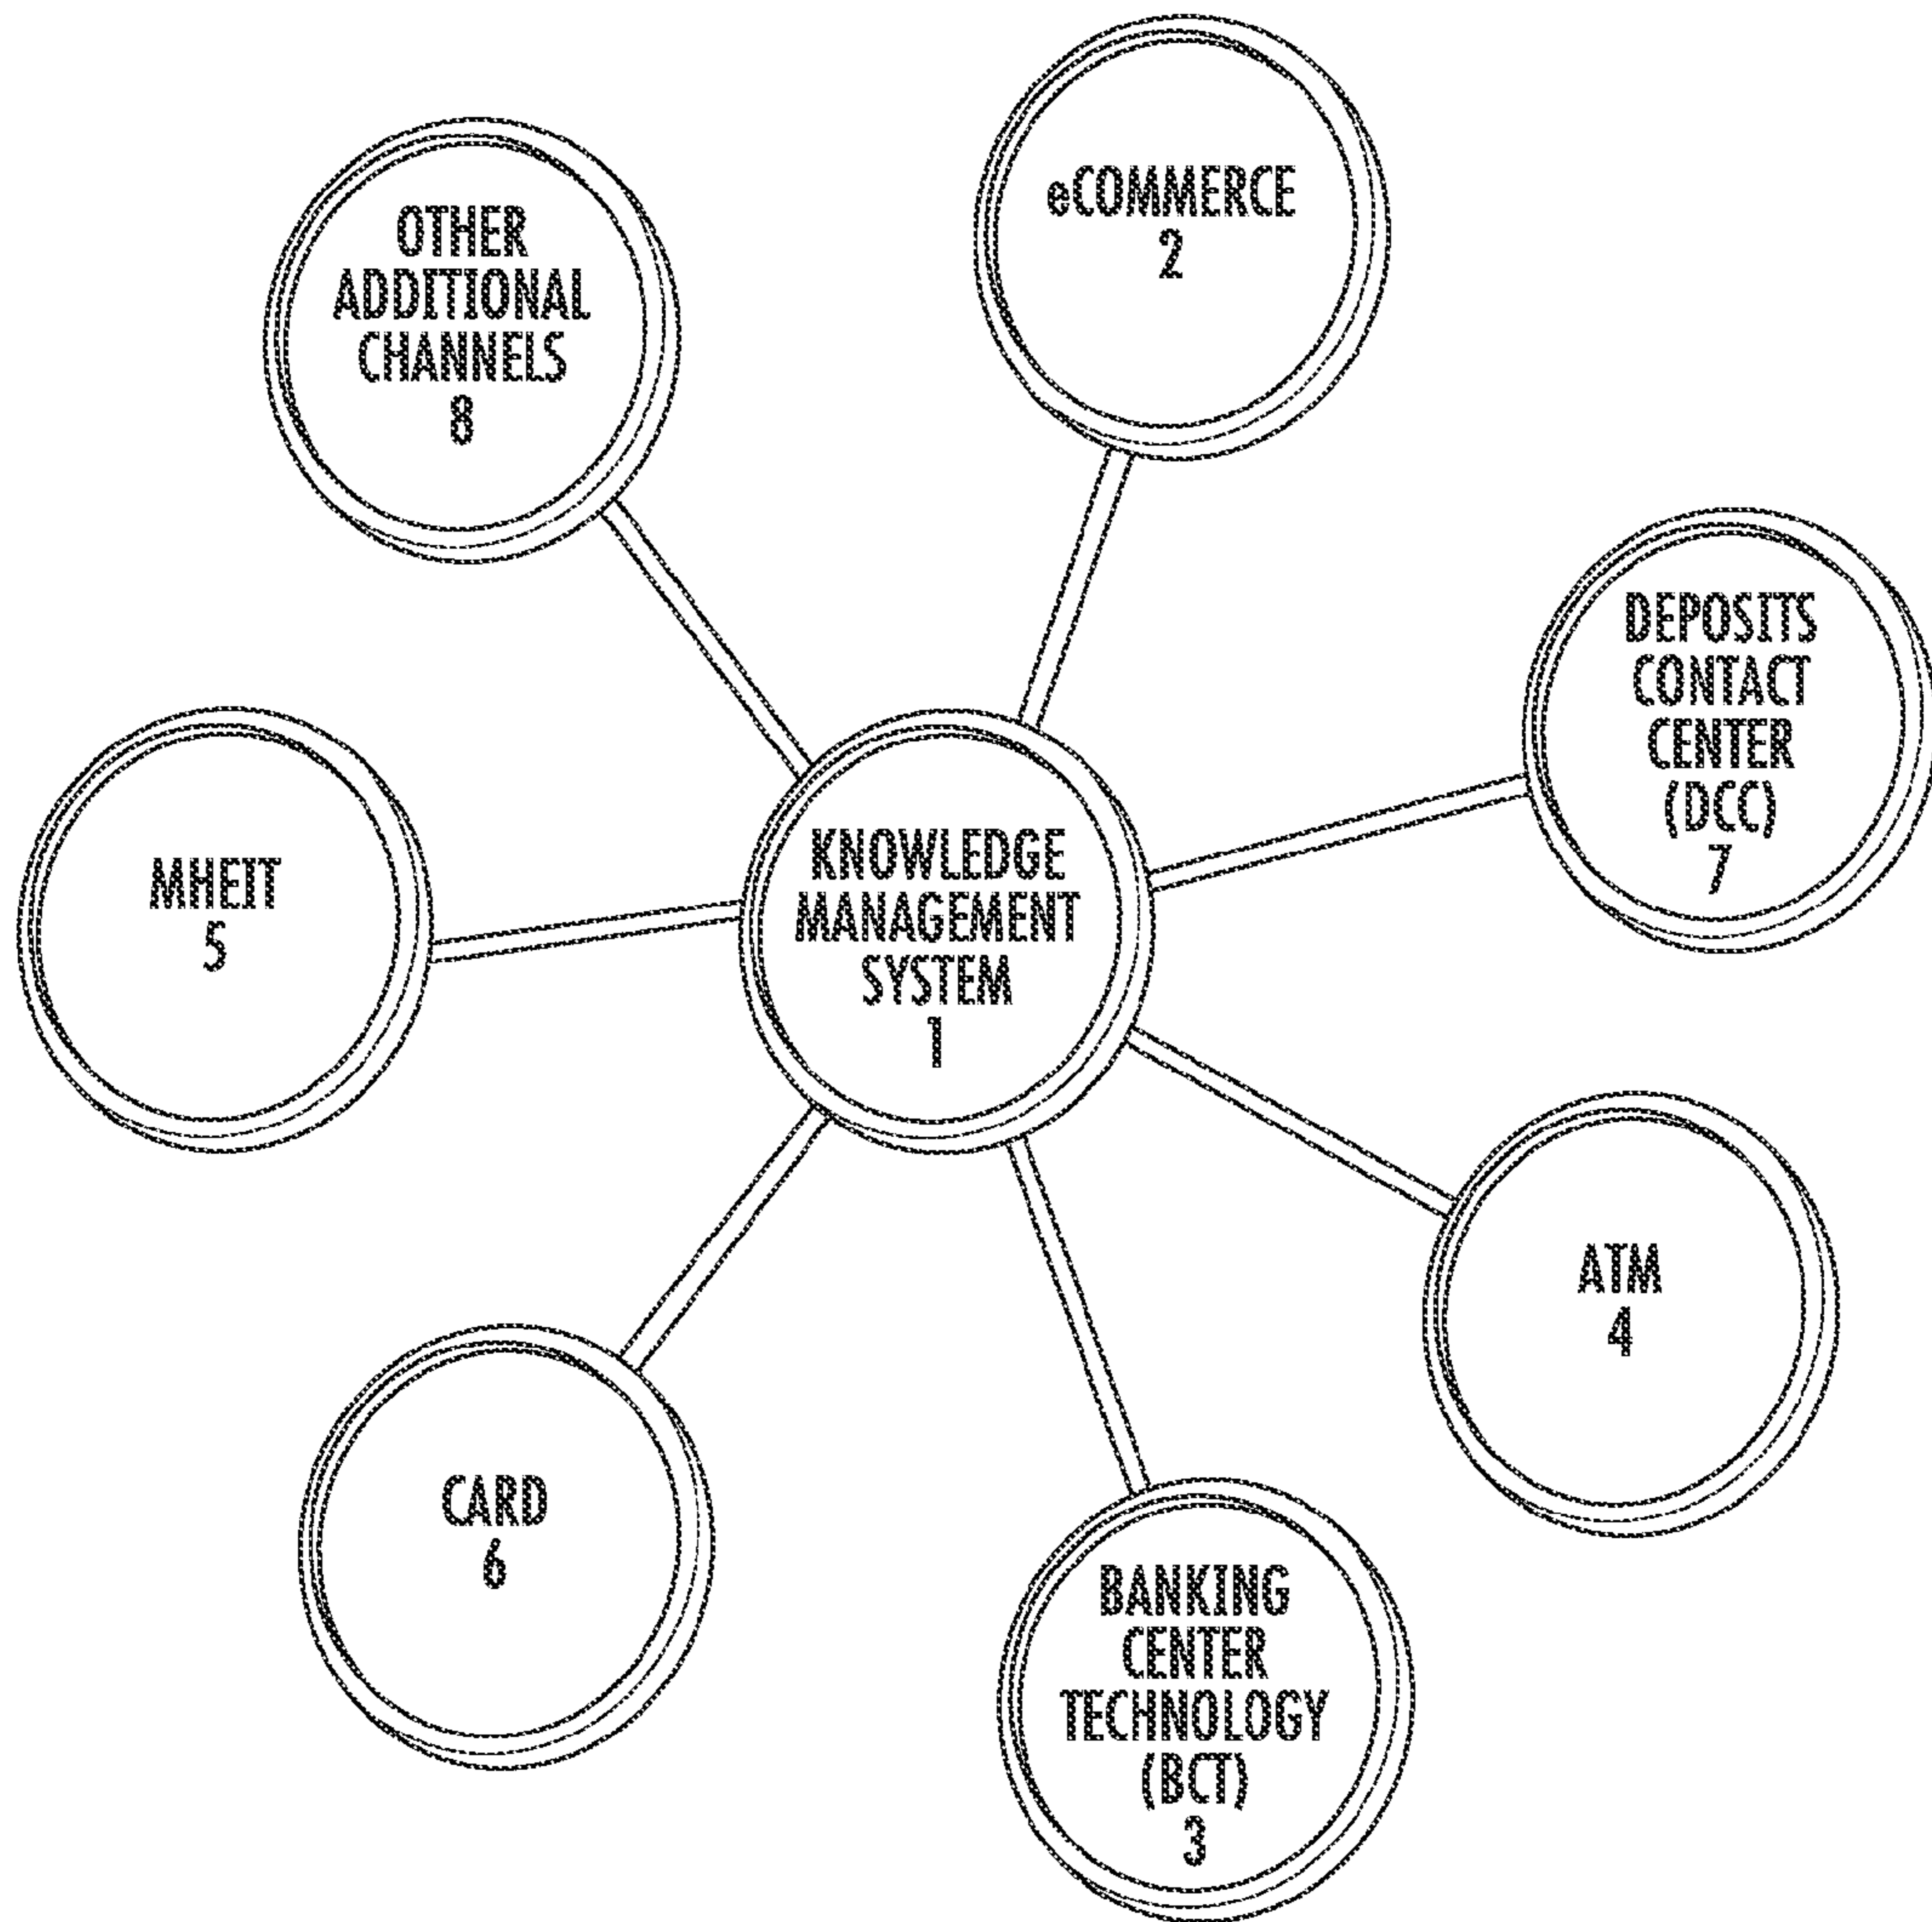 eCOMMERCE
2
OTHER
ADDITIONAL
CHANNELS
8
DEPOSITS
CONTACT
CENTER
(DCC)
7
KNOWLEDGE
MANAGEMENT
SYSTEM
1
MHEIT
5
ATM
4
CARD
6
BANKING
CENTER
TECHNOLOGY
(BCT)
3